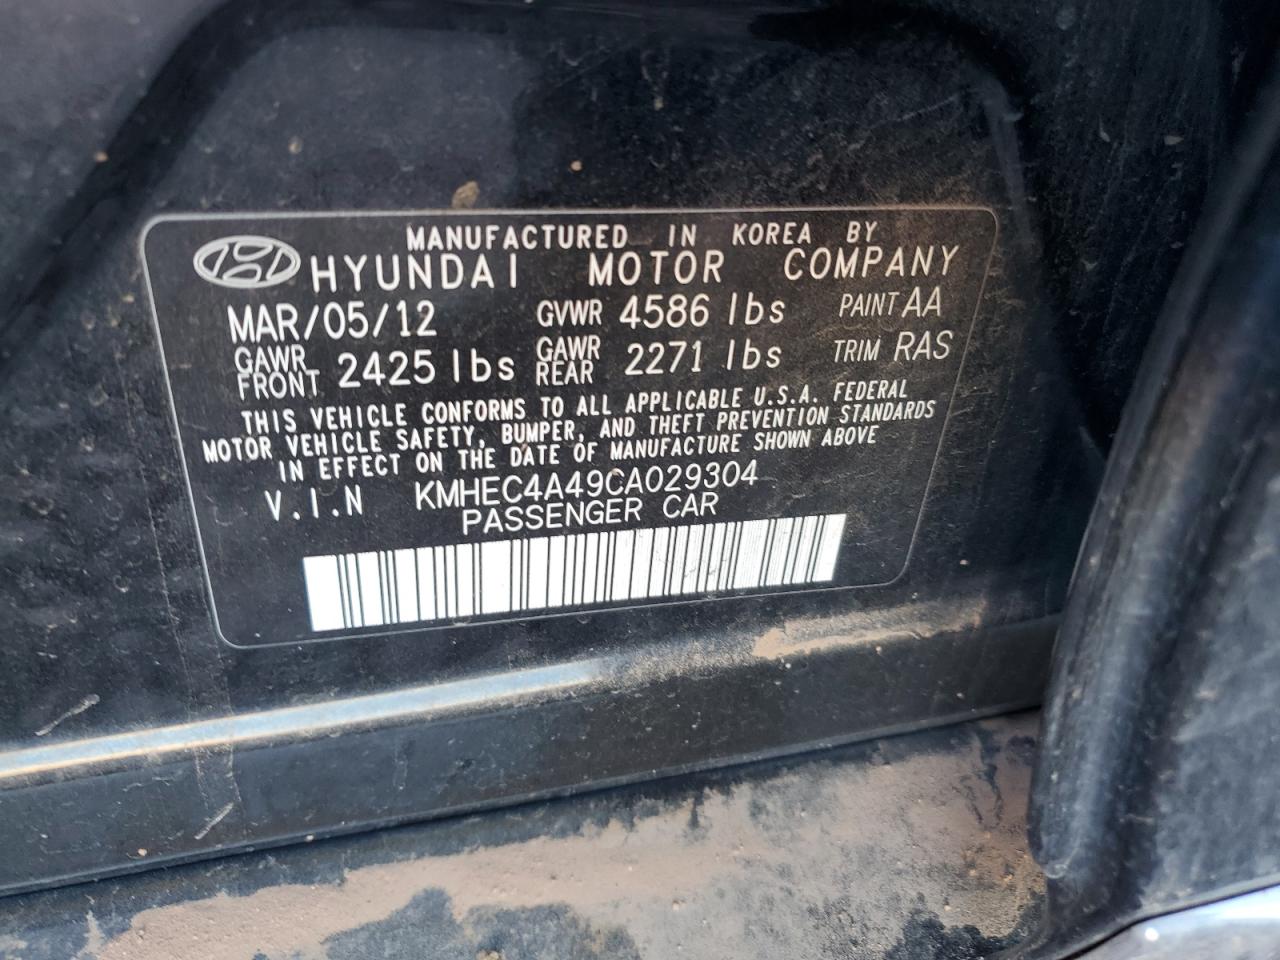 MANUFACTURED IN KOREA BY
HYUNDAI MOTOR COMPANY
MAR/05/12 GVWR 4586 lbs PAINT AA
GAWR FRONT 2425 lbs GAWR REAR 2271 lbs TRIM RAS
THIS VEHICLE CONFORMS TO ALL APPLICABLE U.S.A. FEDERAL
MOTOR VEHICLE SAFETY, BUMPER, AND THEFT PREVENTION STANDARDS
IN EFFECT ON THE DATE OF MANUFACTURE SHOWN ABOVE
V.I.N KMHEC4A49CA029304
PASSENGER CAR